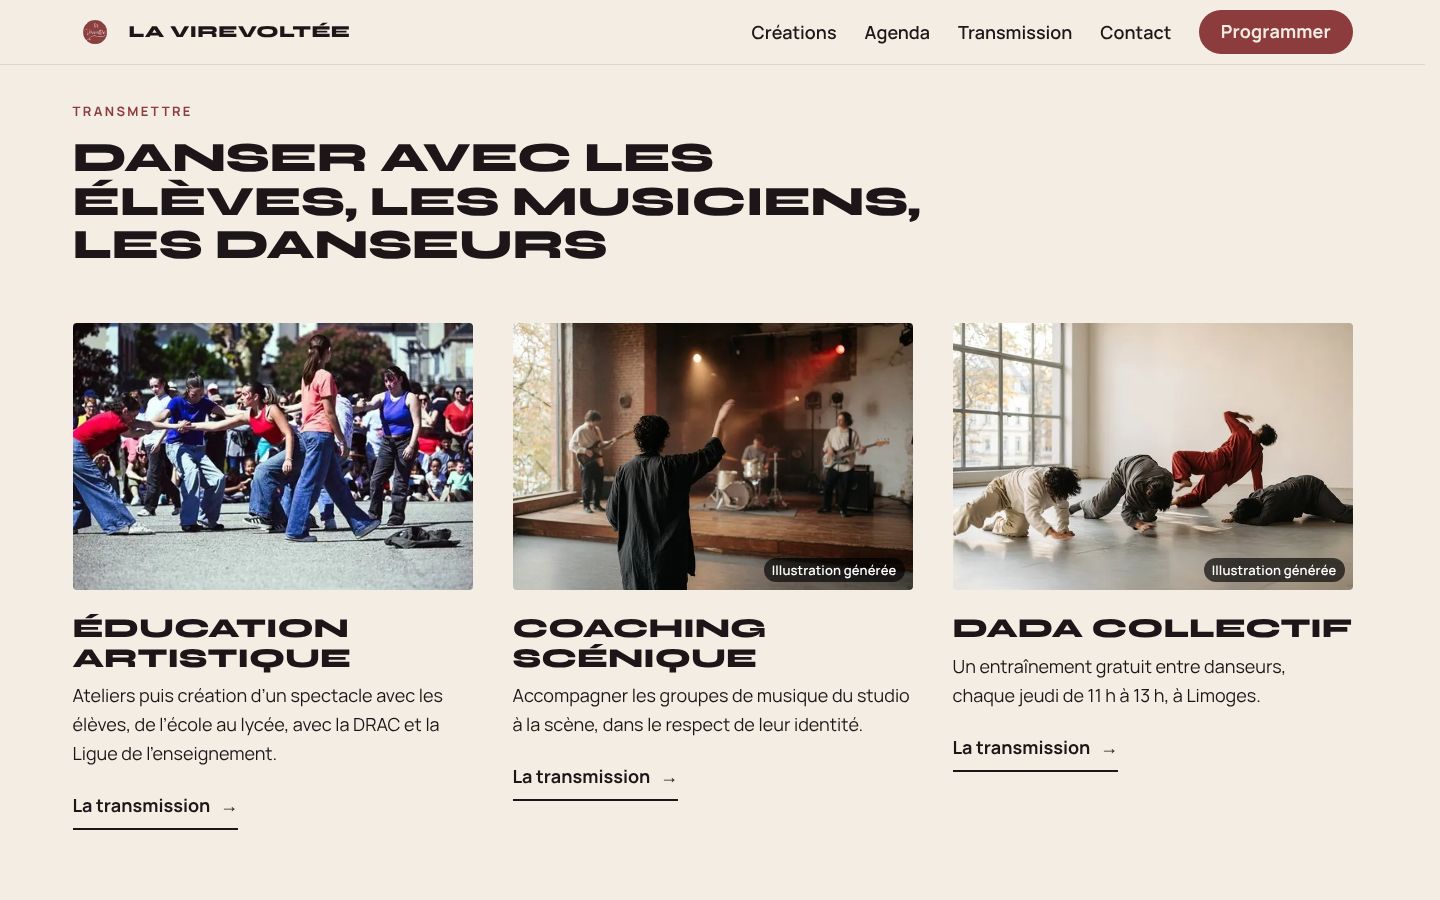 LA VIREVOLTÉE
Créations
Agenda
Transmission
Contact
Programmer
TRANSMETTRE
DANSER AVEC LES
ÉLÈVES, LES MUSICIENS,
LES DANSEURS
Illustration générée
Illustration générée
ÉDUCATION
ARTISTIQUE
Ateliers puis création d’un spectacle avec les
élèves, de l’école au lycée, avec la DRAC et la
Ligue de l’enseignement.
La transmission →
COACHING
SCÉNIQUE
Accompagner les groupes de musique du studio
à la scène, dans le respect de leur identité.
La transmission →
DADA COLLECTIF
Un entraînement gratuit entre danseurs,
chaque jeudi de 11 h à 13 h, à Limoges.
La transmission →